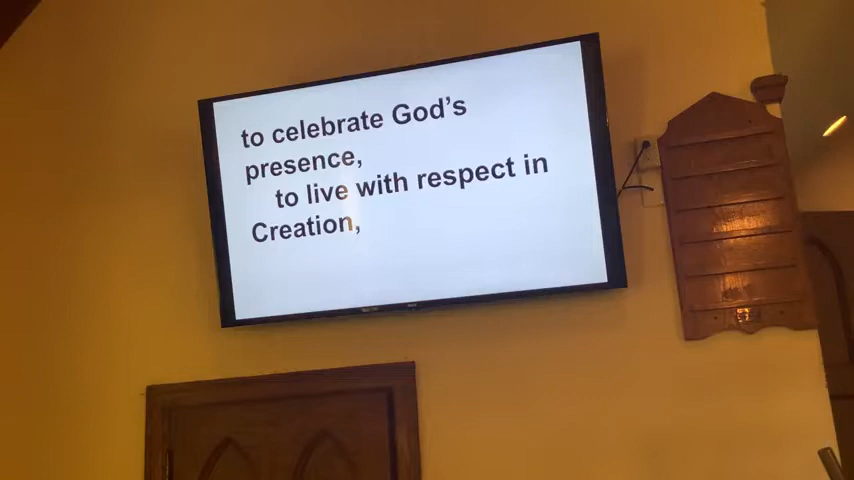 to celebrate God's
presence,
to live with respect in
Creation,